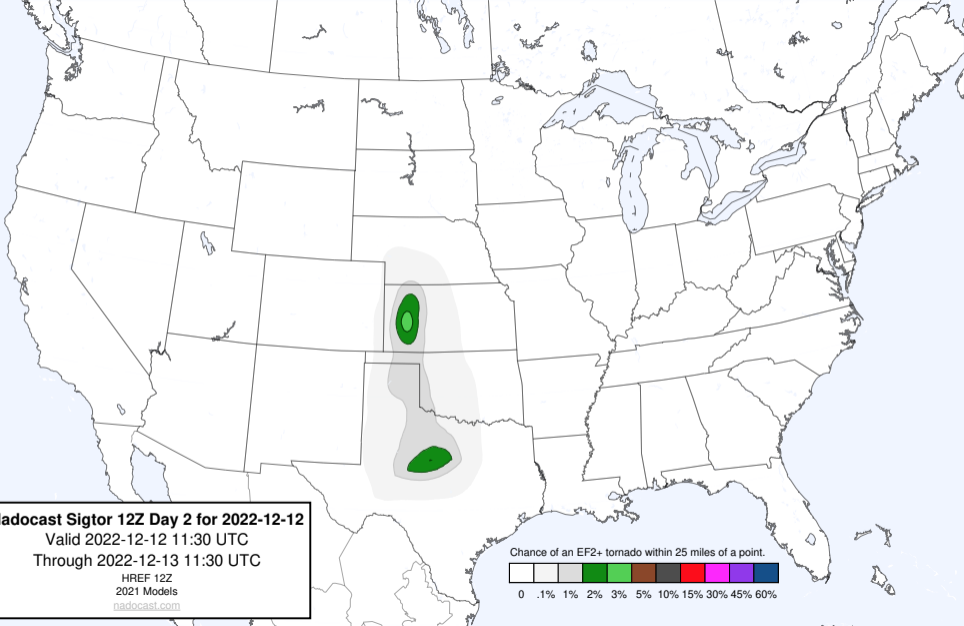 adocast Sigtor 12Z Day 2 for 2022-12-12
Valid 2022-12-12 11:30 UTC
Through 2022-12-13 11:30 UTC
HREF 12Z
2021 Models
nadocast.com
Chance of an EF2+ tornado within 25 miles of a point.
0 .1% 1% 2% 3% 5% 10% 15% 30% 45% 60%